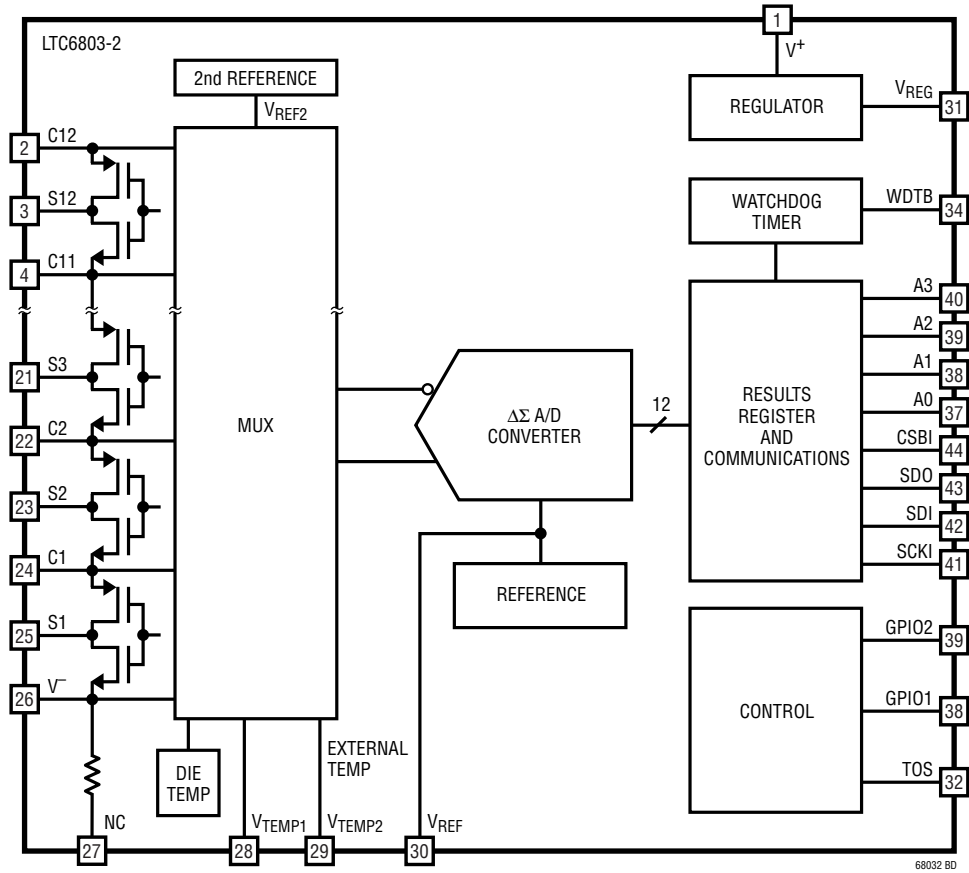 LTC6803-2
1
V+
2nd REFERENCE
VREF2
REGULATOR
VREG
31
2
C12
3
S12
4
C11
WATCHDOG
TIMER
WDTB
34
21
S3
22
C2
23
S2
24
C1
25
S1
26
V–
MUX
ΔΣ A/D
CONVERTER
12
REFERENCE
RESULTS
REGISTER
AND
COMMUNICATIONS
A3
40
A2
39
A1
38
A0
37
CSBI
44
SDO
43
SDI
42
SCKI
41
CONTROL
GPIO2
39
GPIO1
38
TOS
32
DIE
TEMP
EXTERNAL
TEMP
NC
27
VTEMP1
28
VTEMP2
29
VREF
30
68032 BD